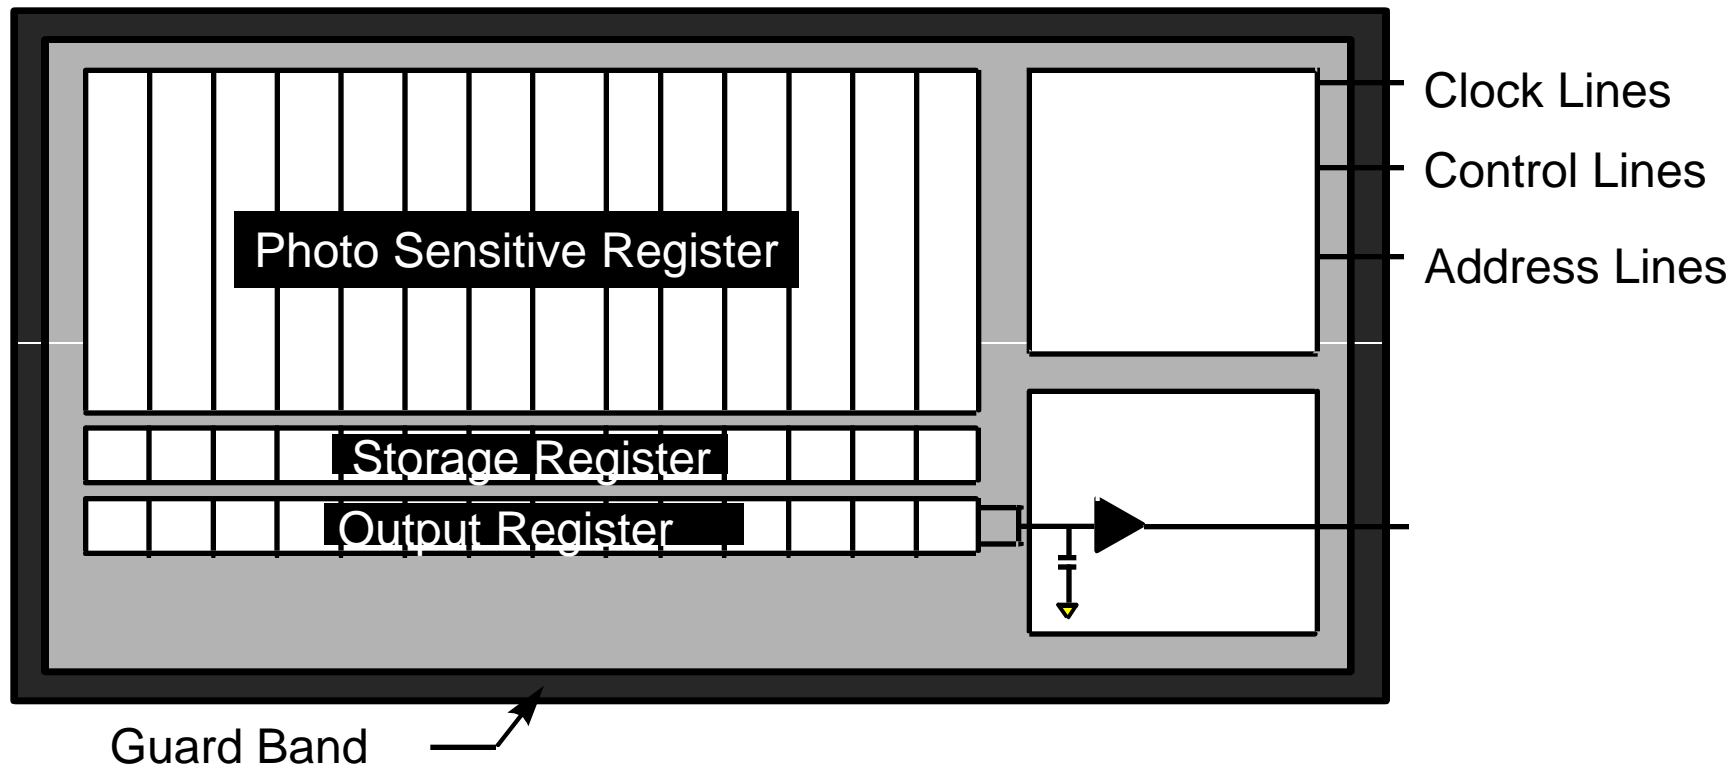 Clock Lines
Control Lines
Photo Sensitive Register
Address Lines
Storage Register
Output Register
Guard Band